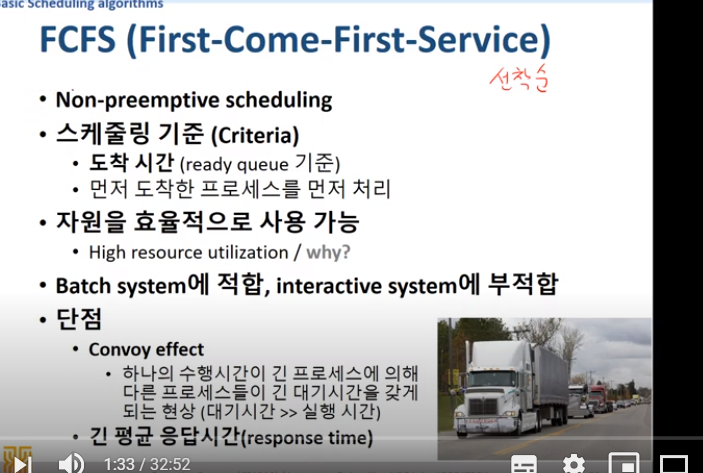 Basic Scheduling algorithms
FCFS (First-Come-First-Service)
선착순
• Non-preemptive scheduling
• 스케줄링 기준 (Criteria)
• 도착 시간 (ready queue 기준)
• 먼저 도착한 프로세스를 먼저 처리
• 자원을 효율적으로 사용 가능
• High resource utilization / why?
• Batch system에 적합, interactive system에 부적합
• 단점
• Convoy effect
• 하나의 수행시간이 긴 프로세스에 의해
다른 프로세스들이 긴 대기시간을 갖게
되는 현상 (대기시간 >> 실행 시간)
• 긴 평균 응답시간(response time)
1:33 / 32:52